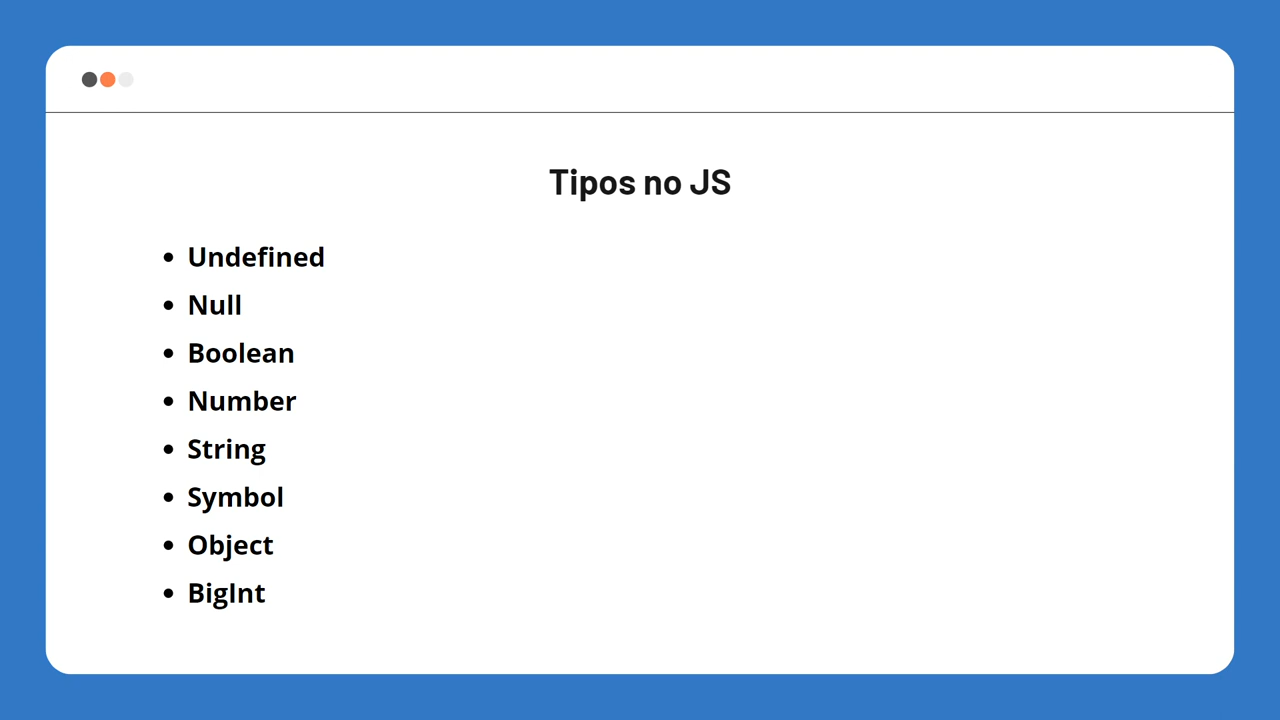 Tipos no JS
• Undefined
• Null
• Boolean
• Number
• String
• Symbol
• Object
• BigInt